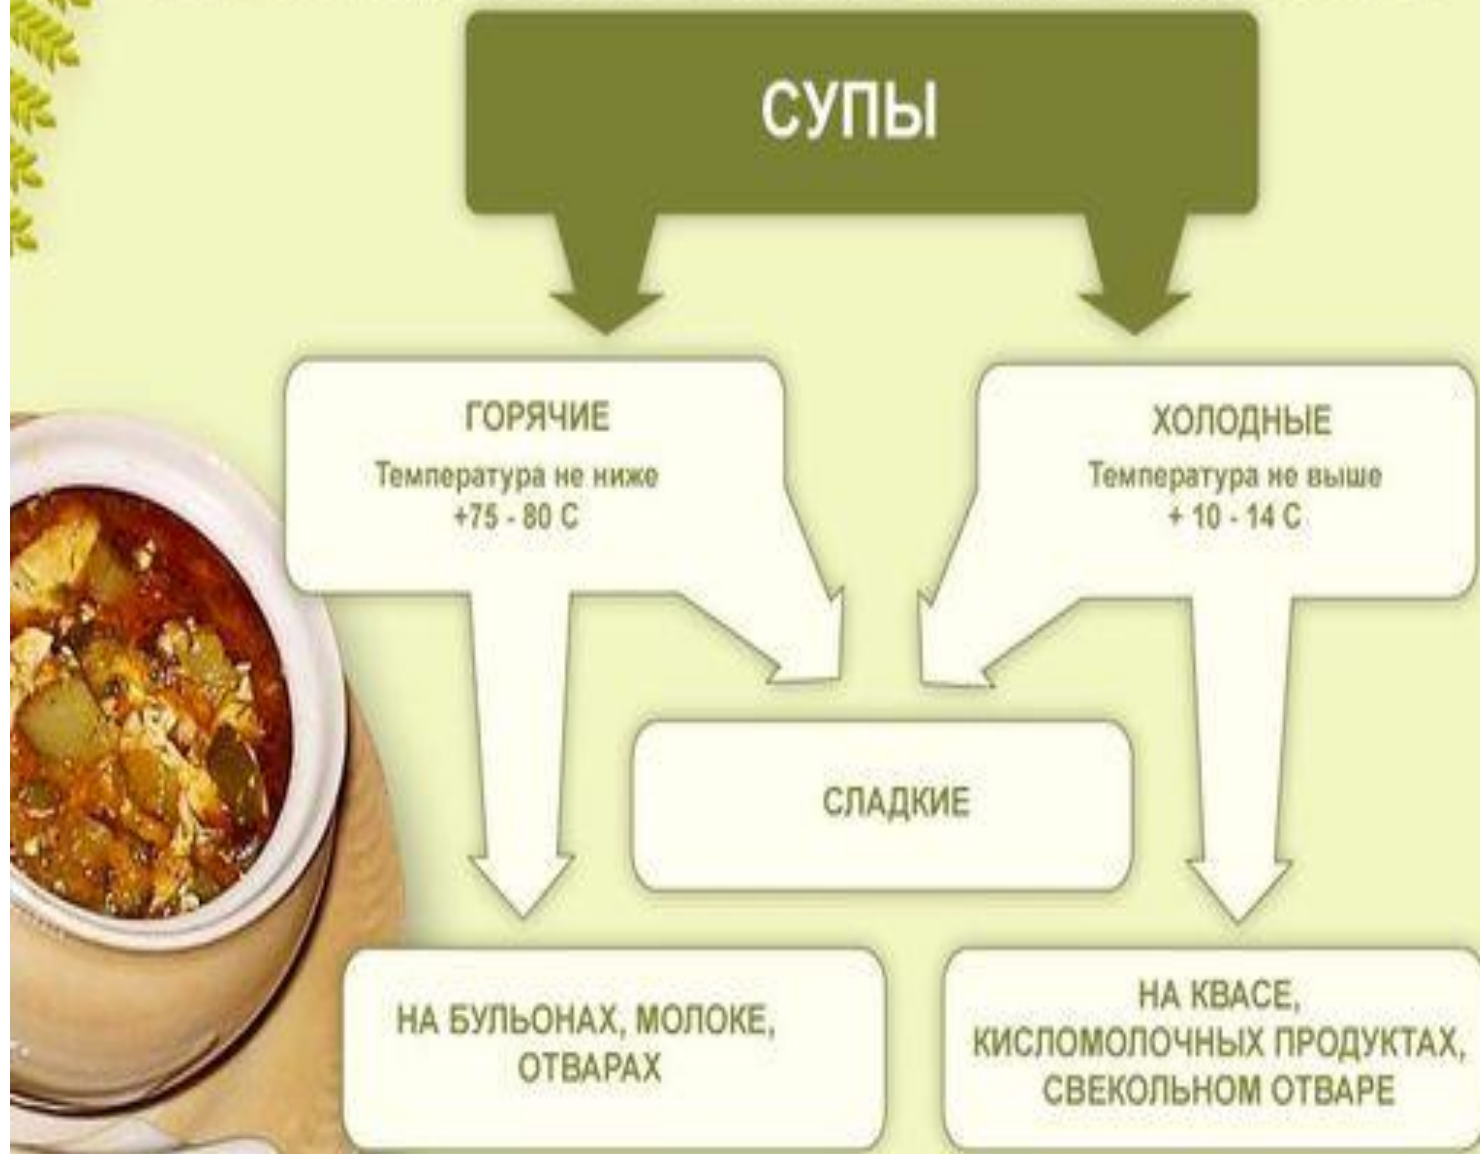 СУПЫ
ГОРЯЧИЕ
Температура не ниже
+75 - 80 С
ХОЛОДНЫЕ
Температура не выше
+ 10 - 14 С
СЛАДКИЕ
НА БУЛЬОНАХ, МОЛОКЕ,
ОТВАРАХ
НА КВАСЕ,
КИСЛОМОЛОЧНЫХ ПРОДУКТАХ,
СВЕКОЛЬНОМ ОТВАРЕ